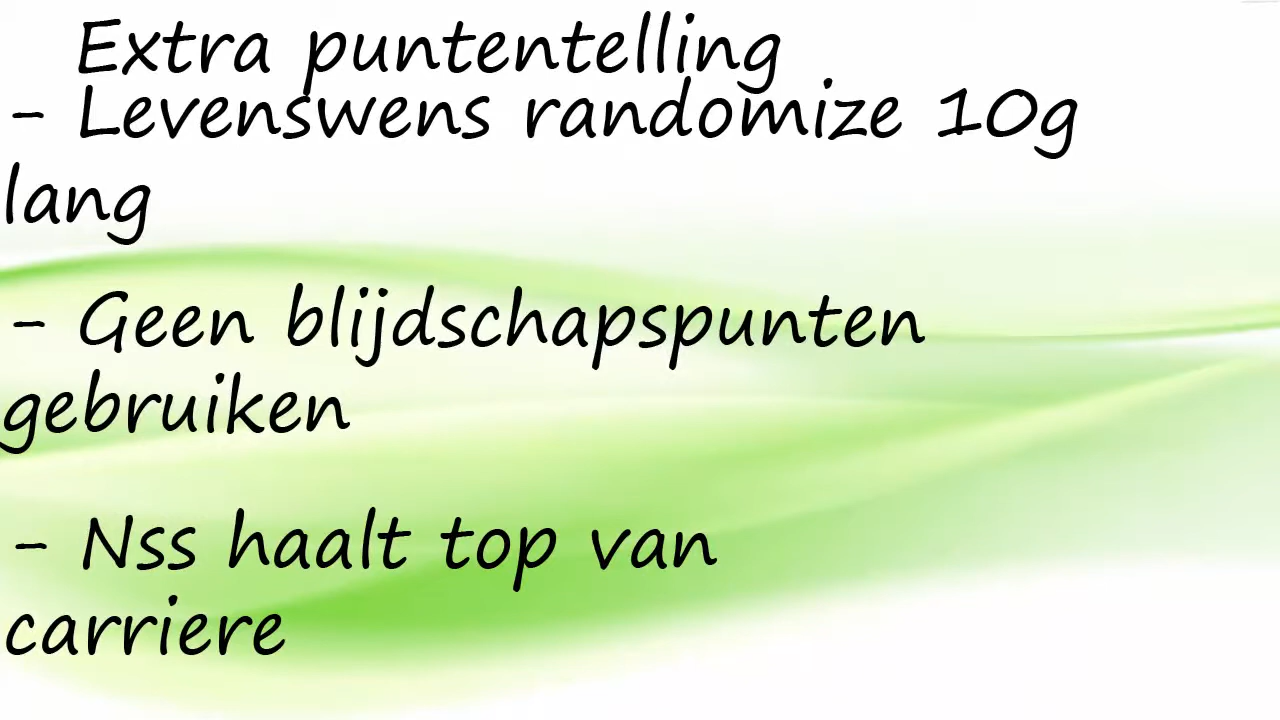 Extra puntentelling
- Levenswens randomize 10g
lang
- Geen blijdschapspunten
gebruiken
- Nss haalt top van
carriere